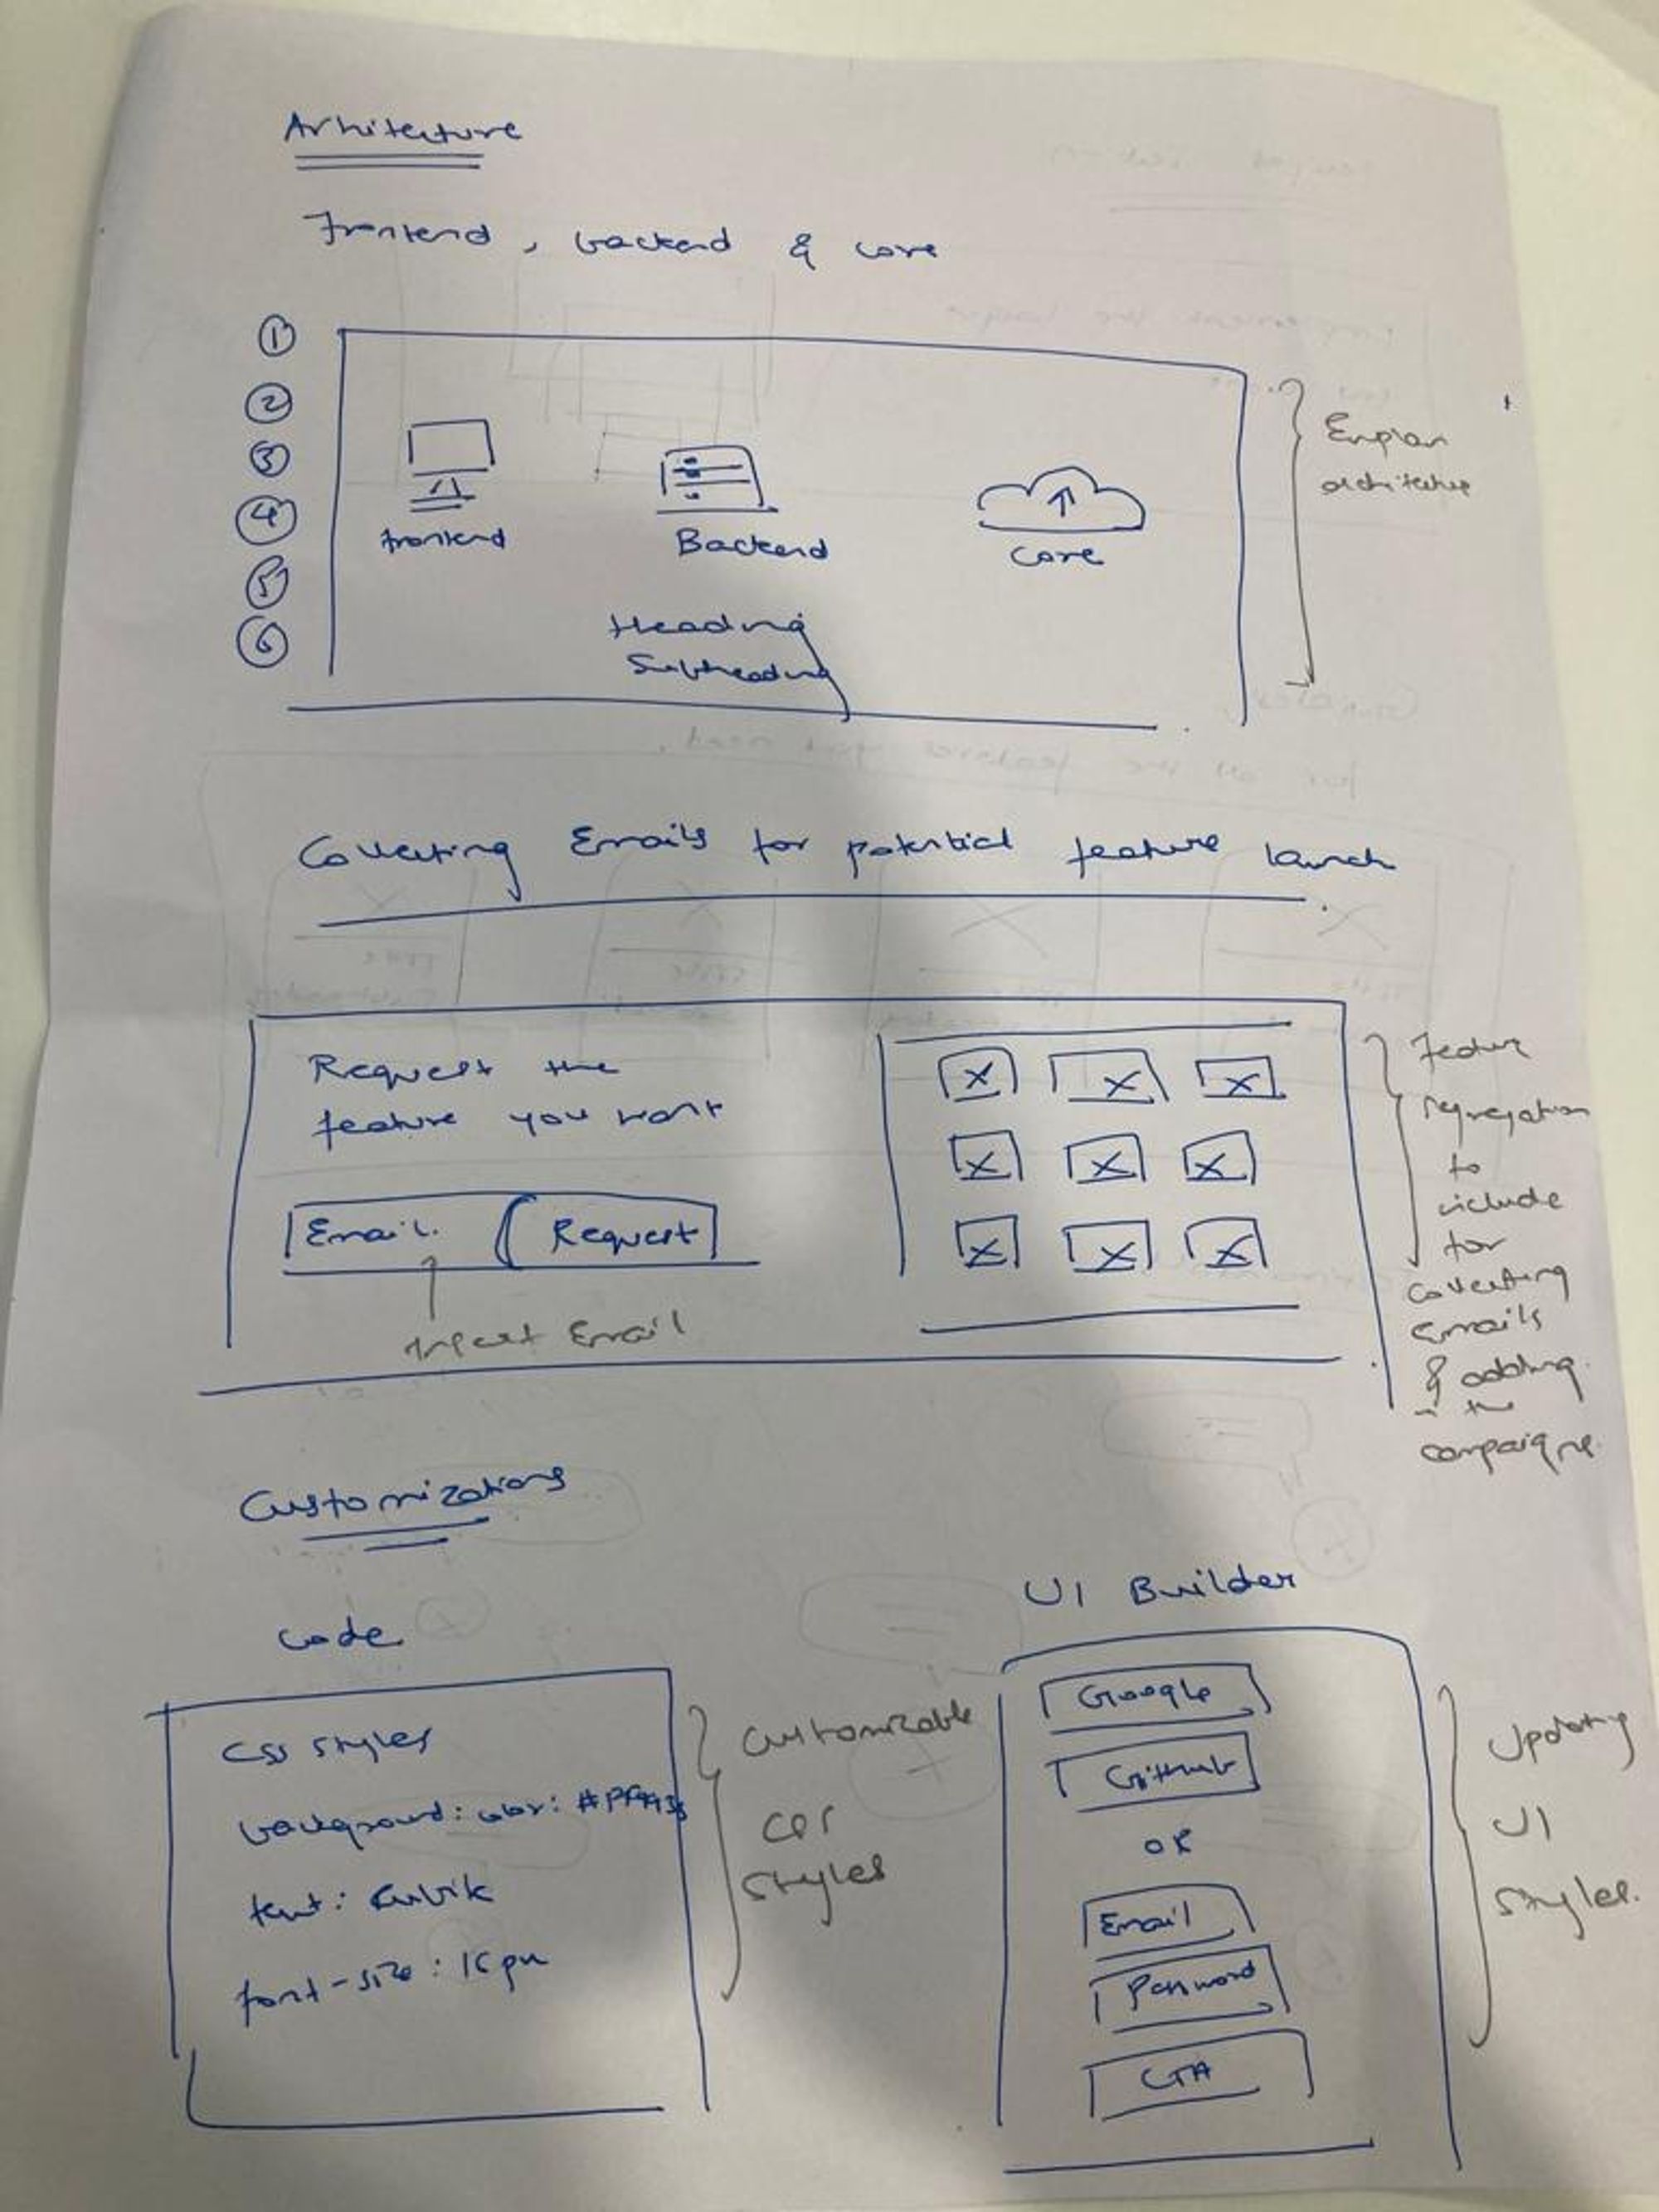 Arhitecture
Frontend, backend & core
1
2
3
4
5
6
frontend
Backend
Core
Heading
Subheading
Explain
architecture
Collecting Emails for potential feature launch
Request the
feature you want
Email.
Request
Input Email
Feature
to
include
for
collecting
Emails
& adding
in the
campaigns.
Customizations
Code
CSS styles
background: color:
text: Rubik
font-size: 16px
Customizable
CSS
styles
UI Builder
Google
Github
OR
Email
Password
CTA
Updating
UI
styles.